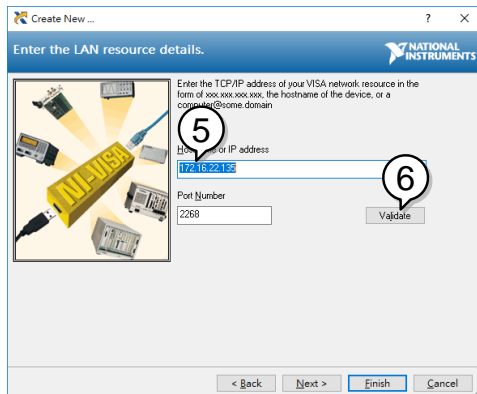 Create New ...
?
Enter the LAN resource details.
NATIONAL
INSTRUMENTS
Enter the TCP/IP address of your VISA network resource in the
form of xxx.xxx.xxx.xxx, the hostname of the device, or a
computer@some.domain
5
or IP address
172.16.22.135
6
Port Number
2268
Validate
NI-VISA
< Back
Next >
Finish
Cancel